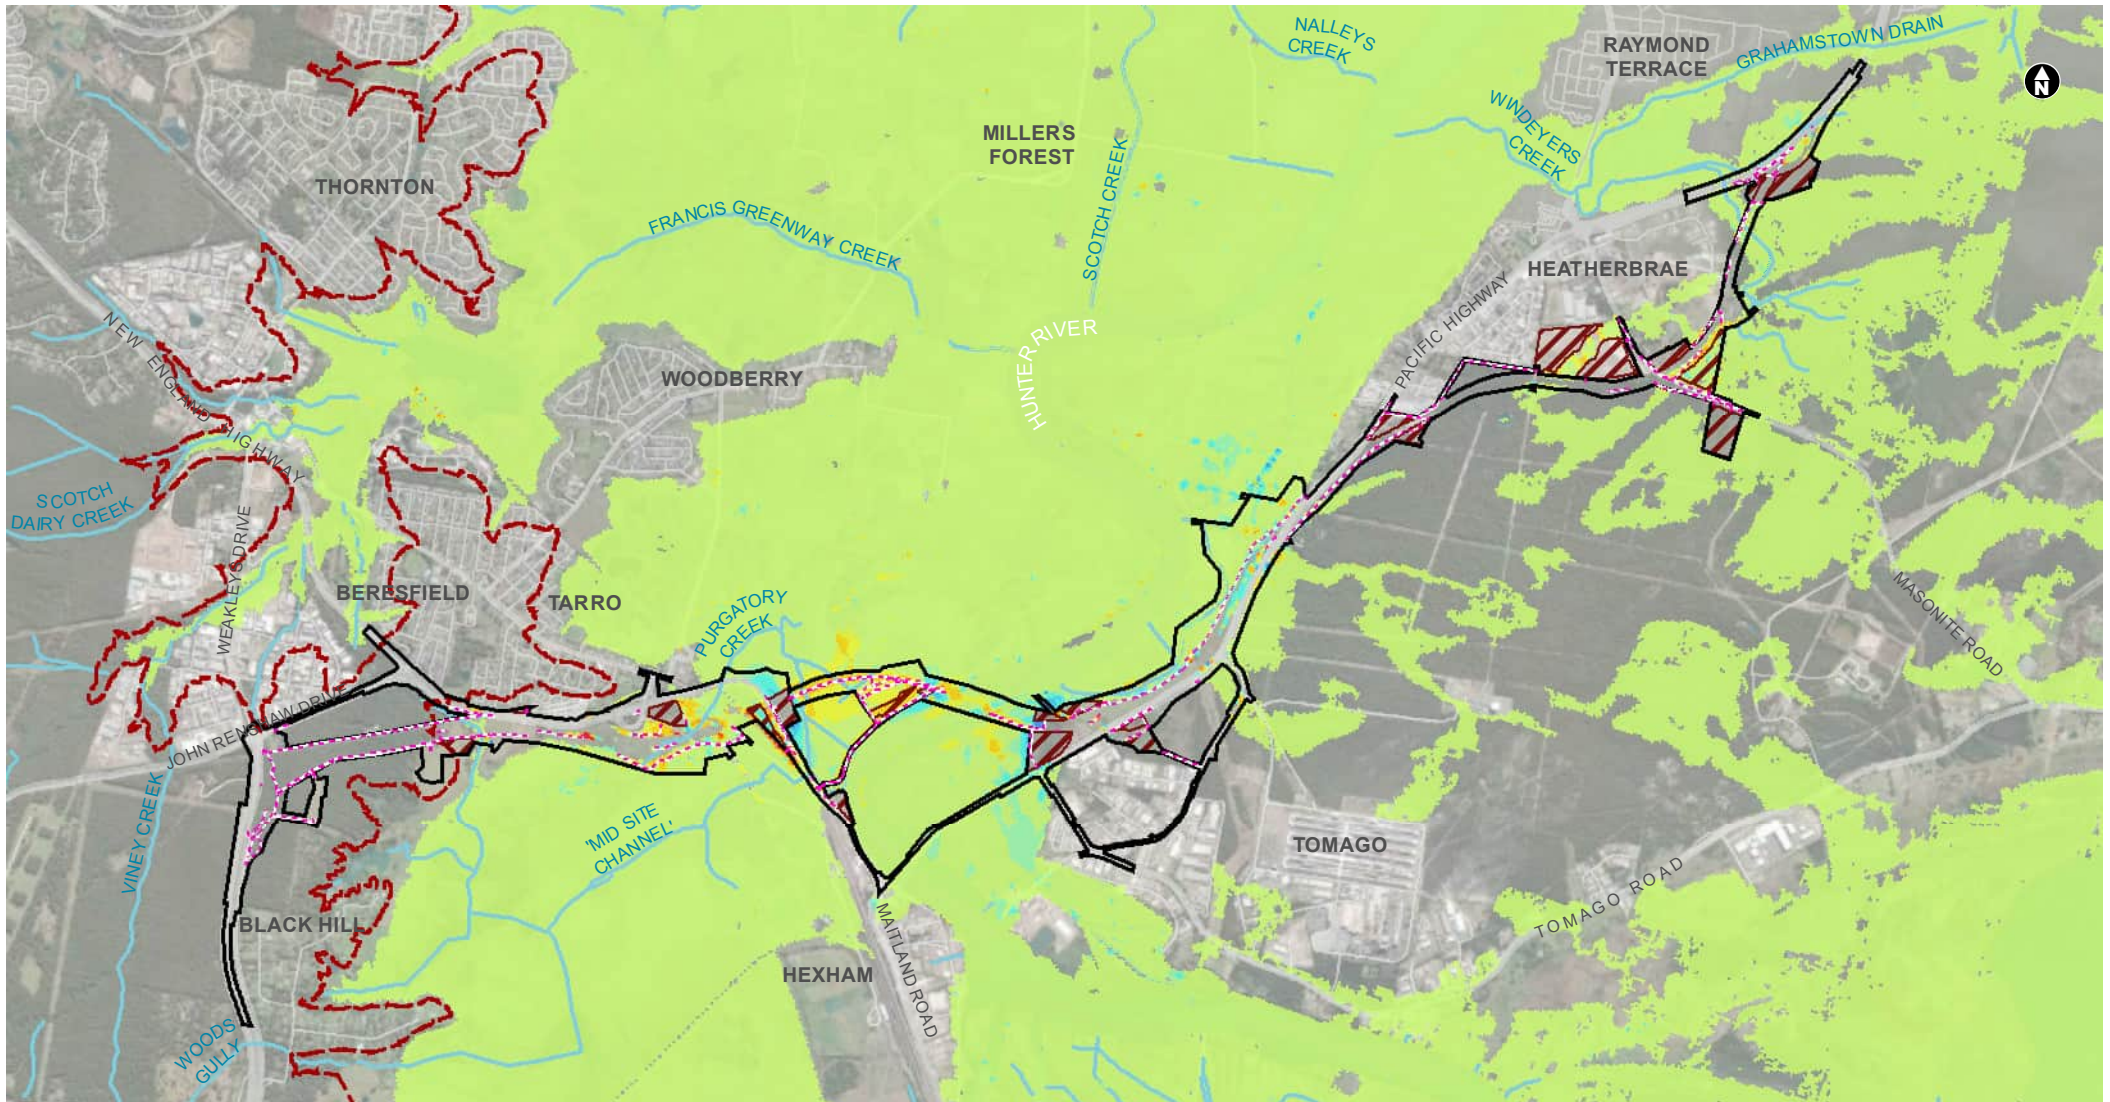 NALLEYS
CREEK
RAYMOND
TERRACE
GRAHAMSTOWN DRAIN
N
WINDEYERS
CREEK
MILLERS
FOREST
SCOTCH CREEK
THORNTON
FRANCIS GREENWAY CREEK
HEATHERBRAE
PACIFIC HIGHWAY
HUNTER RIVER
NEW ENGLAND HIGHWAY
WOODBERRY
SCOTCH
DAIRY CREEK
WEAKLEYS DRIVE
BERESFIELD
TARRO
PURGATORY
CREEK
MASONITE ROAD
JOHN RENSHAW DRIVE
VINEY CREEK
'MID SITE
CHANNEL'
TOMAGO
TOMAGO ROAD
BLACK HILL
HEXHAM
MAITLAND ROAD
WOODS
GULLY